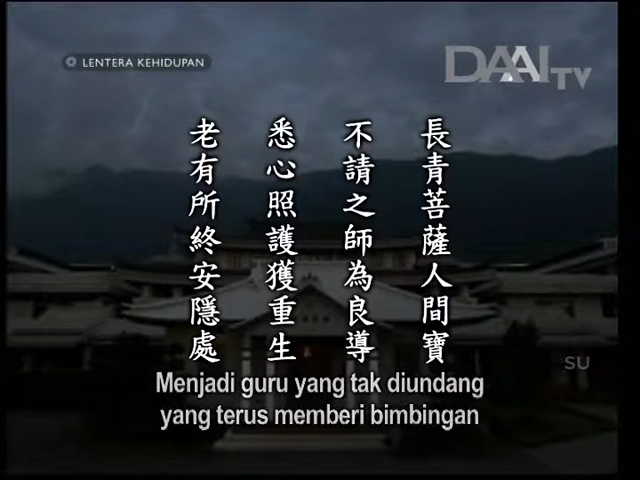 LENTERA KEHIDUPAN
DAAI TV
長青菩薩人間寶
不請之師為良導
悉心照護獲重生
老有所終安隱處
SU
Menjadi guru yang tak diundang
yang terus memberi bimbingan